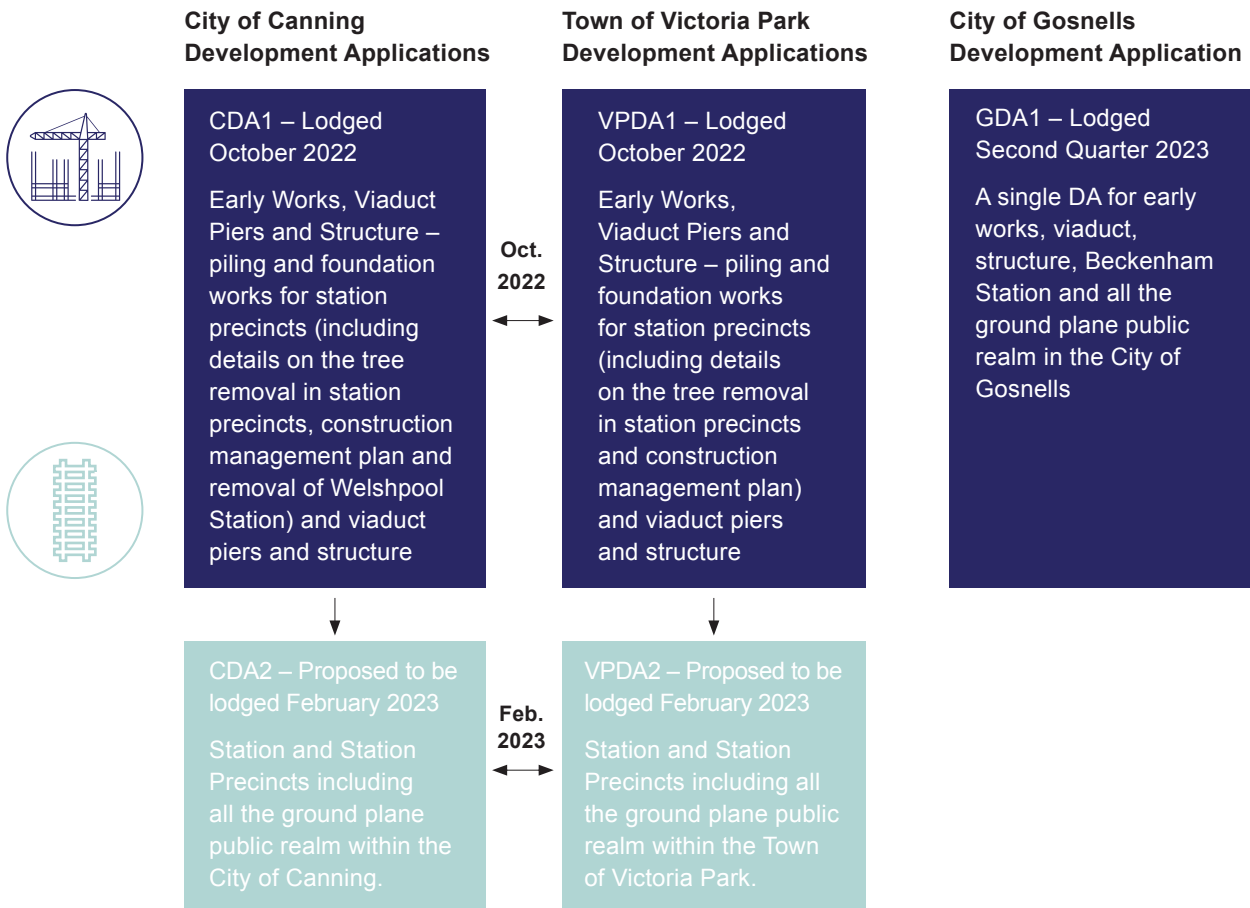 City of Canning
Development Applications
Town of Victoria Park
Development Applications
City of Gosnells
Development Application
CDA1 – Lodged
October 2022
Early Works, Viaduct
Piers and Structure –
piling and foundation
works for station
precincts (including
details on the tree
removal in station
precincts, construction
management plan and
removal of Welshpool
Station) and viaduct
piers and structure
Oct.
2022
VPDA1 – Lodged
October 2022
Early Works,
Viaduct Piers and
Structure – piling and
foundation works
for station precincts
(including details
on the tree removal
in station precincts
and construction
management plan)
and viaduct piers
and structure
GDA1 – Lodged
Second Quarter 2023
A single DA for early
works, viaduct,
structure, Beckenham
Station and all the
ground plane public
realm in the City of
Gosnells
CDA2 – Proposed to be
lodged February 2023
Station and Station
Precincts including
all the ground plane
public realm within the
City of Canning.
Feb.
2023
VPDA2 – Proposed to be
lodged February 2023
Station and Station
Precincts including all
the ground plane public
realm within the Town
of Victoria Park.